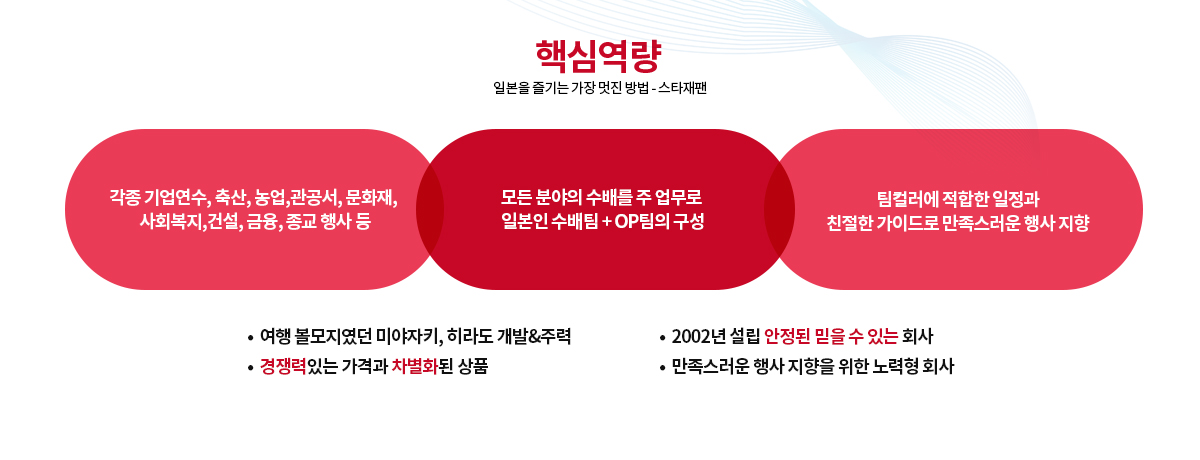 핵심역량
일본을 즐기는 가장 멋진 방법 - 스타재팬
각종 기업연수, 축산, 농업,관공서, 문화재,
사회복지,건설, 금융, 종교 행사 등
모든 분야의 수배를 주 업무로
일본인 수배팀 + OP팀의 구성
팀컬러에 적합한 일정과
친절한 가이드로 만족스러운 행사 지향
• 여행 볼모지였던 미야자키, 히라도 개발&주력
• 경쟁력있는 가격과 차별화된 상품
• 2002년 설립 안정된 믿을 수 있는 회사
• 만족스러운 행사 지향을 위한 노력형 회사